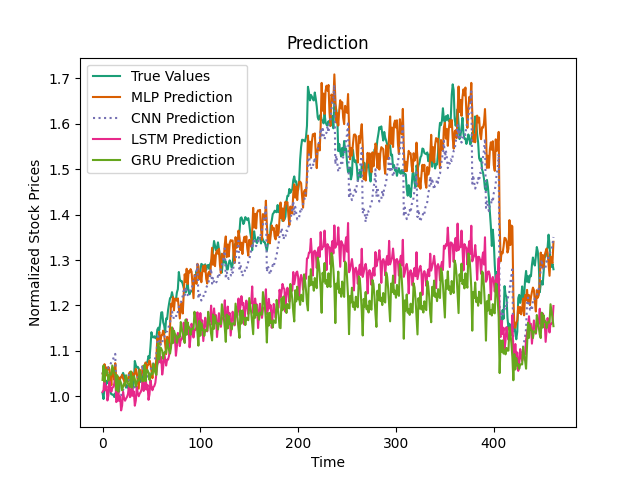 Prediction
True Values
MLP Prediction
CNN Prediction
LSTM Prediction
GRU Prediction
Normalized Stock Prices
1.7
1.6
1.5
1.4
1.3
1.2
1.1
1.0
0
100
200
300
400
Time